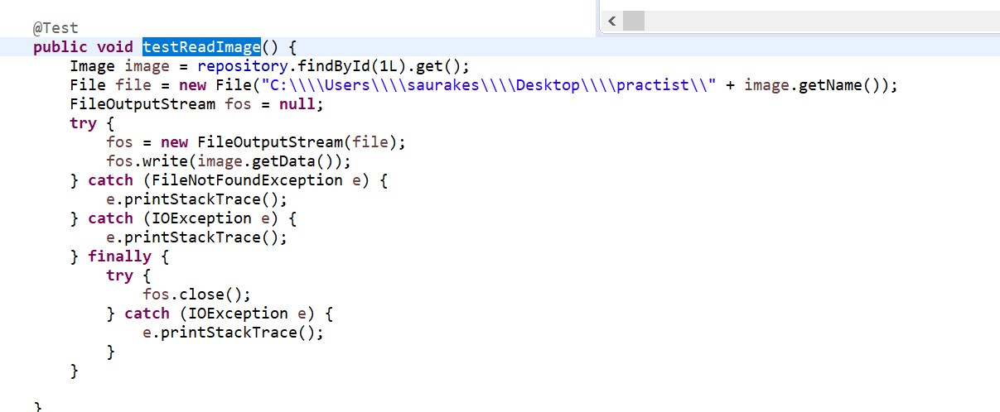 @Test
public void testReadImage() {
    Image image = repository.findById(1L).get();
    File file = new File("C:\\\\Users\\\\saurakes\\\\Desktop\\\\practist\\" + image.getName());
    FileOutputStream fos = null;
    try {
        fos = new FileOutputStream(file);
        fos.write(image.getData());
    } catch (FileNotFoundException e) {
        e.printStackTrace();
    } catch (IOException e) {
        e.printStackTrace();
    } finally {
        try {
            fos.close();
        } catch (IOException e) {
            e.printStackTrace();
        }
    }
}